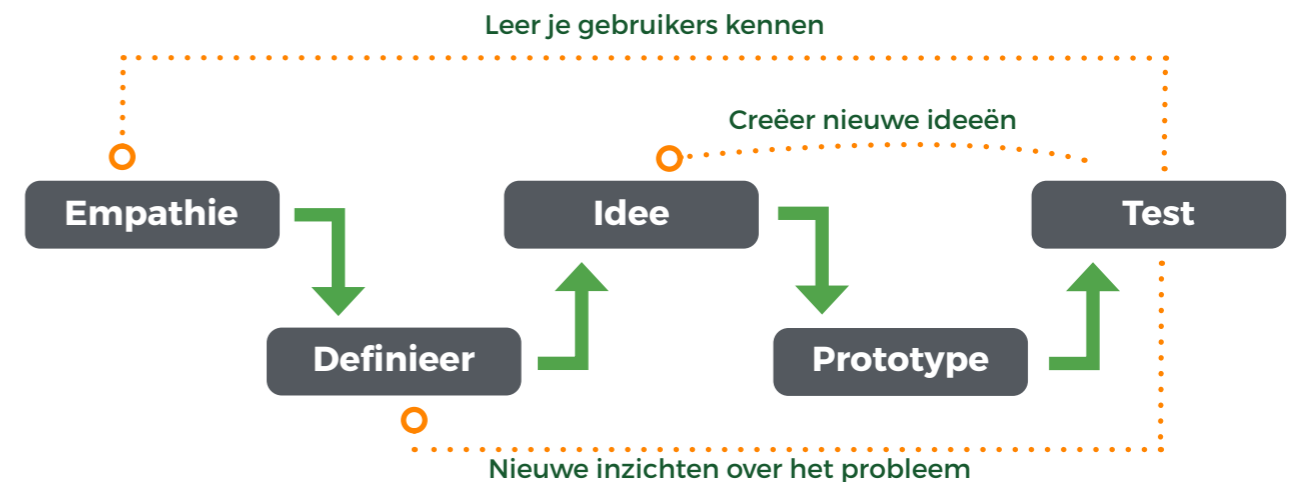 Leer je gebruikers kennen
Creëer nieuwe ideeën
Empathie
Idee
Test
Definieer
Prototype
Nieuwe inzichten over het probleem